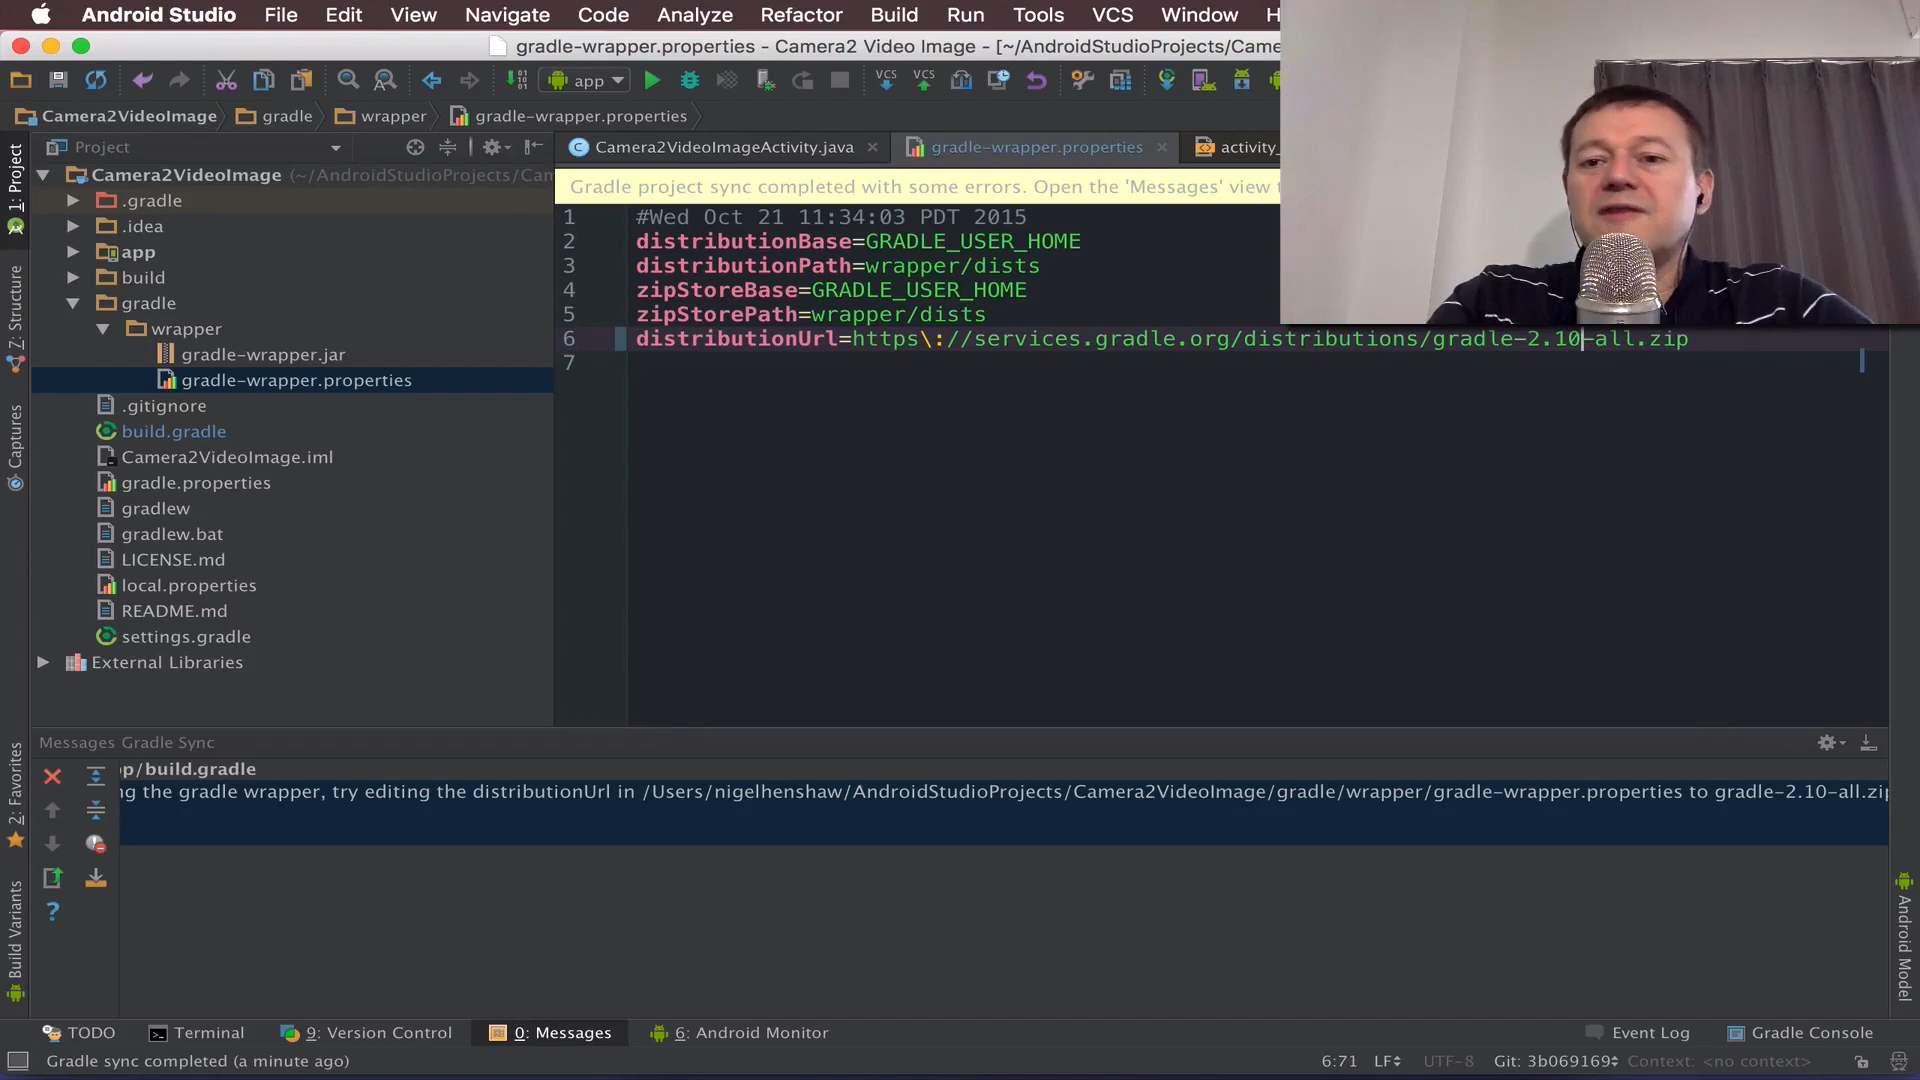 Android Studio File Edit View Navigate Code Analyze Refactor Build Run Tools VCS Window H
gradle-wrapper.properties - Camera2 Video Image - [~/AndroidStudioProjects/Came
app VCS VCS
Camera2VideoImage gradle wrapper gradle-wrapper.properties
Project
Camera2VideoImageActivity.java gradle-wrapper.properties activity_
1: Project
7: Structure
Captures
2: Favorites
Build Variants
Camera2VideoImage (~/AndroidStudioProjects/Cam
.gradle
.idea
app
build
gradle
wrapper
gradle-wrapper.jar
gradle-wrapper.properties
.gitignore
build.gradle
Camera2VideoImage.iml
gradle.properties
gradlew
gradlew.bat
LICENSE.md
local.properties
README.md
settings.gradle
External Libraries
Gradle project sync completed with some errors. Open the 'Messages' view t
1 #Wed Oct 21 11:34:03 PDT 2015
2 distributionBase=GRADLE_USER_HOME
3 distributionPath=wrapper/dists
4 zipStoreBase=GRADLE_USER_HOME
5 zipStorePath=wrapper/dists
6 distributionUrl=https\://services.gradle.org/distributions/gradle-2.10-all.zip
7
Messages Gradle Sync
pp/build.gradle
ng the gradle wrapper, try editing the distributionUrl in /Users/nigelhenshaw/AndroidStudioProjects/Camera2VideoImage/gradle/wrapper/gradle-wrapper.properties to gradle-2.10-all.zip
Android Model
TODO Terminal 9: Version Control 0: Messages 6: Android Monitor Event Log Gradle Console
Gradle sync completed (a minute ago) 6:71 LF UTF-8 Git: 3b069169 Context: <no context>